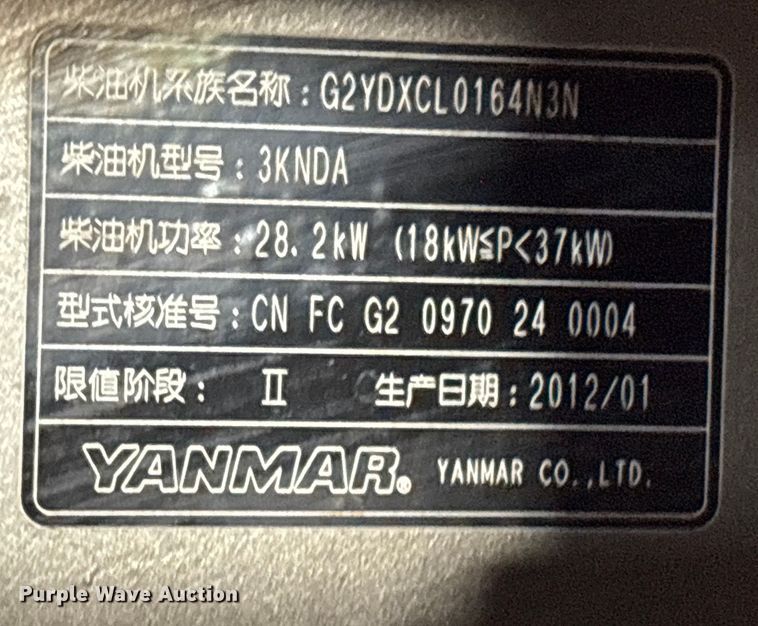 柴油机系族名称：G2YDXCL0164N3N
柴油机型号：3KNDA
柴油机功率：28.2kW (18kW≦P<37kW)
型式核准号：CN FC G2 0970 24 0004
限值阶段： Ⅱ 生产日期：2012/01
YANMAR® YANMAR CO.,LTD.
Purple Wave Auction